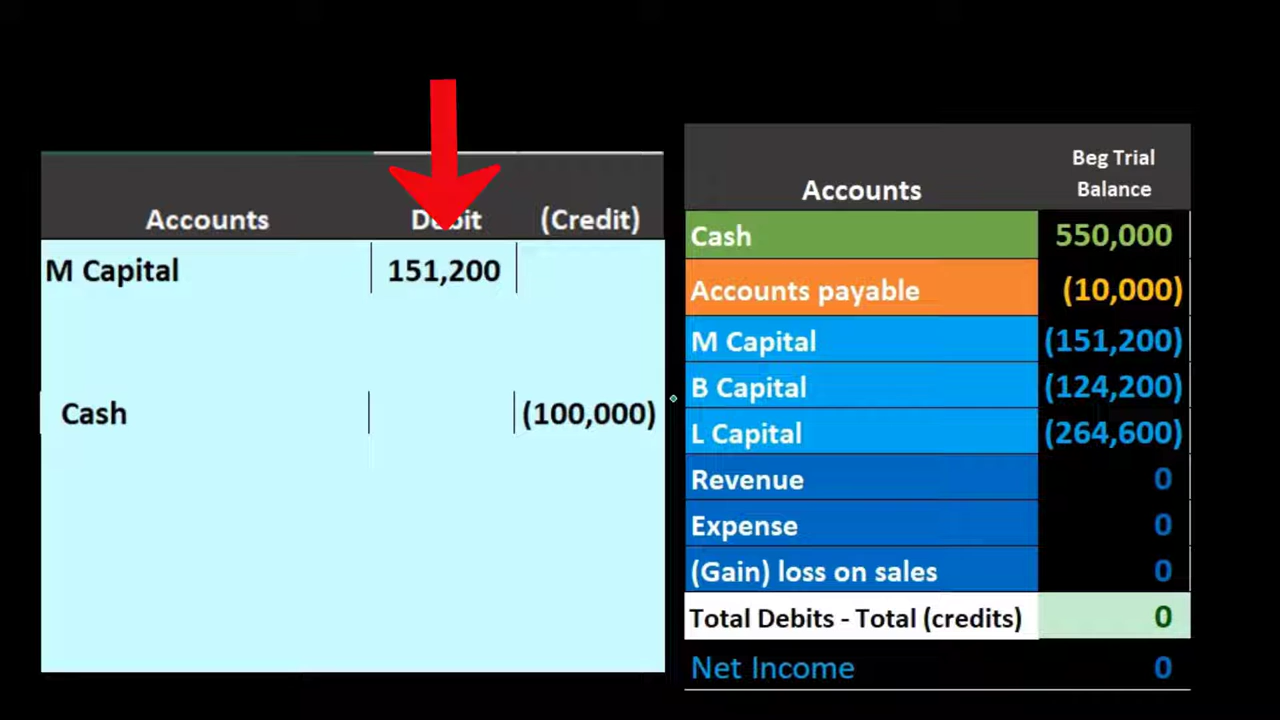 Accounts Debit (Credit)
M Capital 151,200
Cash (100,000)
Accounts Beg Trial Balance
Cash 550,000
Accounts payable (10,000)
M Capital (151,200)
B Capital (124,200)
L Capital (264,600)
Revenue 0
Expense 0
(Gain) loss on sales 0
Total Debits - Total (credits) 0
Net Income 0